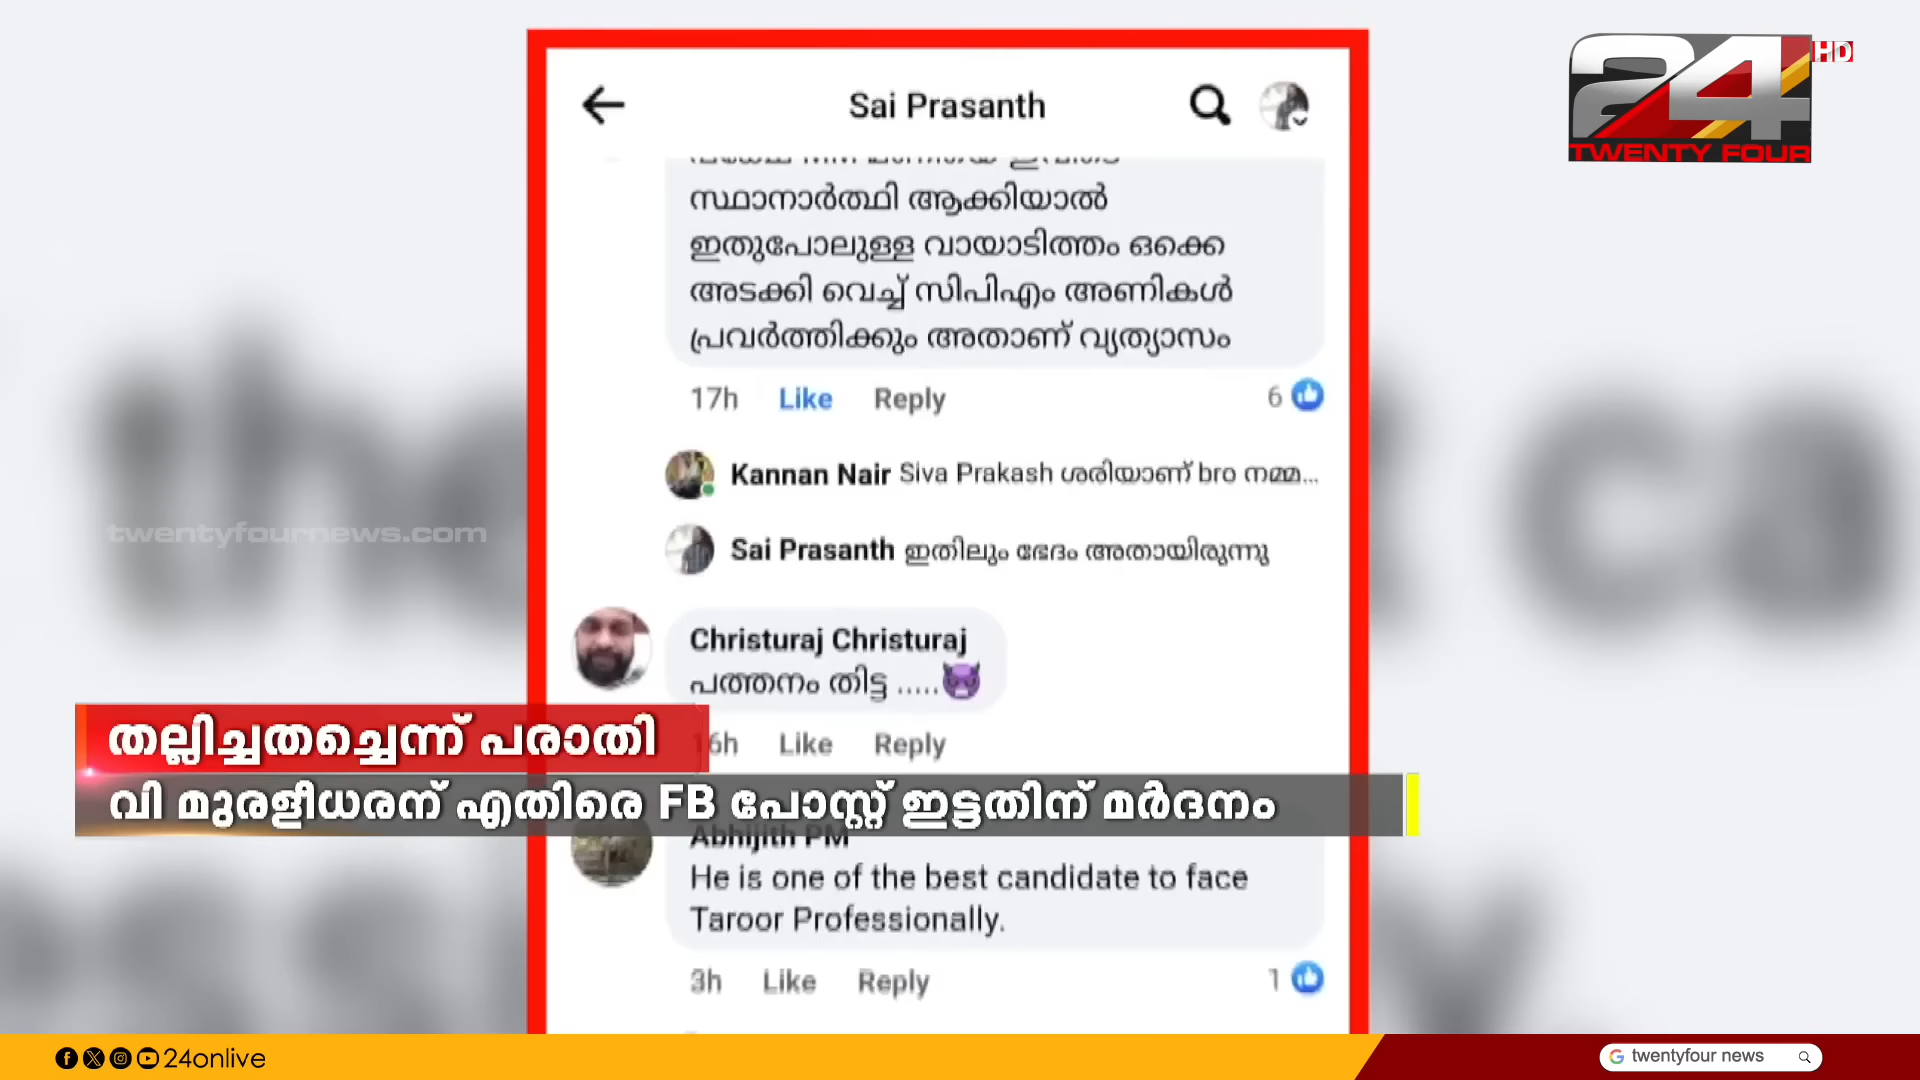 24 HD
TWENTY FOUR
Sai Prasanth
സ്ഥാനാർത്ഥി ആക്കിയാൽ
ഇതുപോലുള്ള വായാടിത്തം ഒക്കെ
അടക്കി വെച്ച് സിപിഎം അണികൾ
പ്രവർത്തിക്കും അതാണ് വ്യത്യാസം
17h Like Reply 6
Kannan Nair Siva Prakash ശരിയാണ് bro നമ്മ...
twentyfournews.com
Sai Prasanth ഇതിലും ഭേദം അതായിരുന്നു
Christuraj Christuraj
പത്തനം തിട്ട .....👿
തല്ലിച്ചതച്ചെന്ന് പരാതി
16h Like Reply
വി മുരളീധരന് എതിരെ FB പോസ്റ്റ് ഇട്ടതിന് മർദനം
Abhijith PM
He is one of the best candidate to face
Taroor Professionally.
3h Like Reply 1
24onlive
twentyfour news